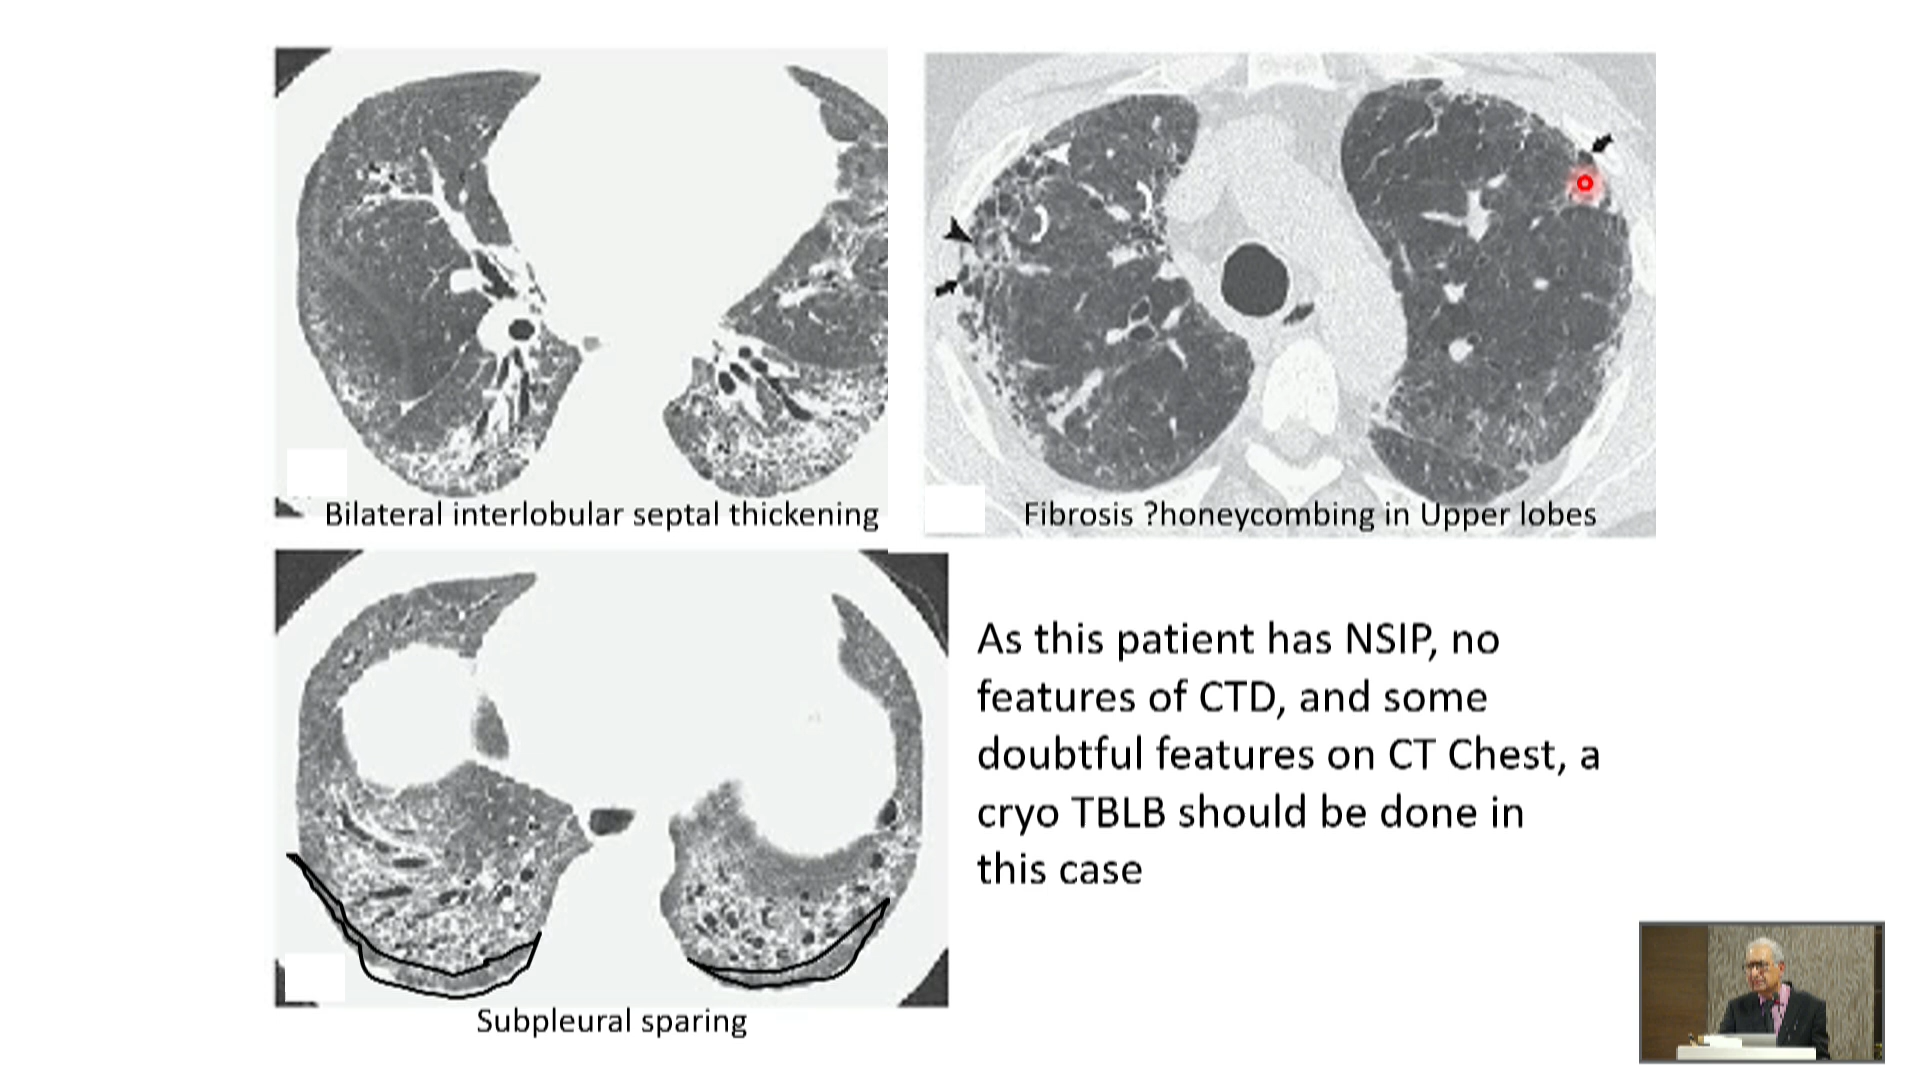 Bilateral interlobular septal thickening
Fibrosis ?honeycombing in Upper lobes
Subpleural sparing
As this patient has NSIP, no
features of CTD, and some
doubtful features on CT Chest, a
cryo TBLB should be done in
this case